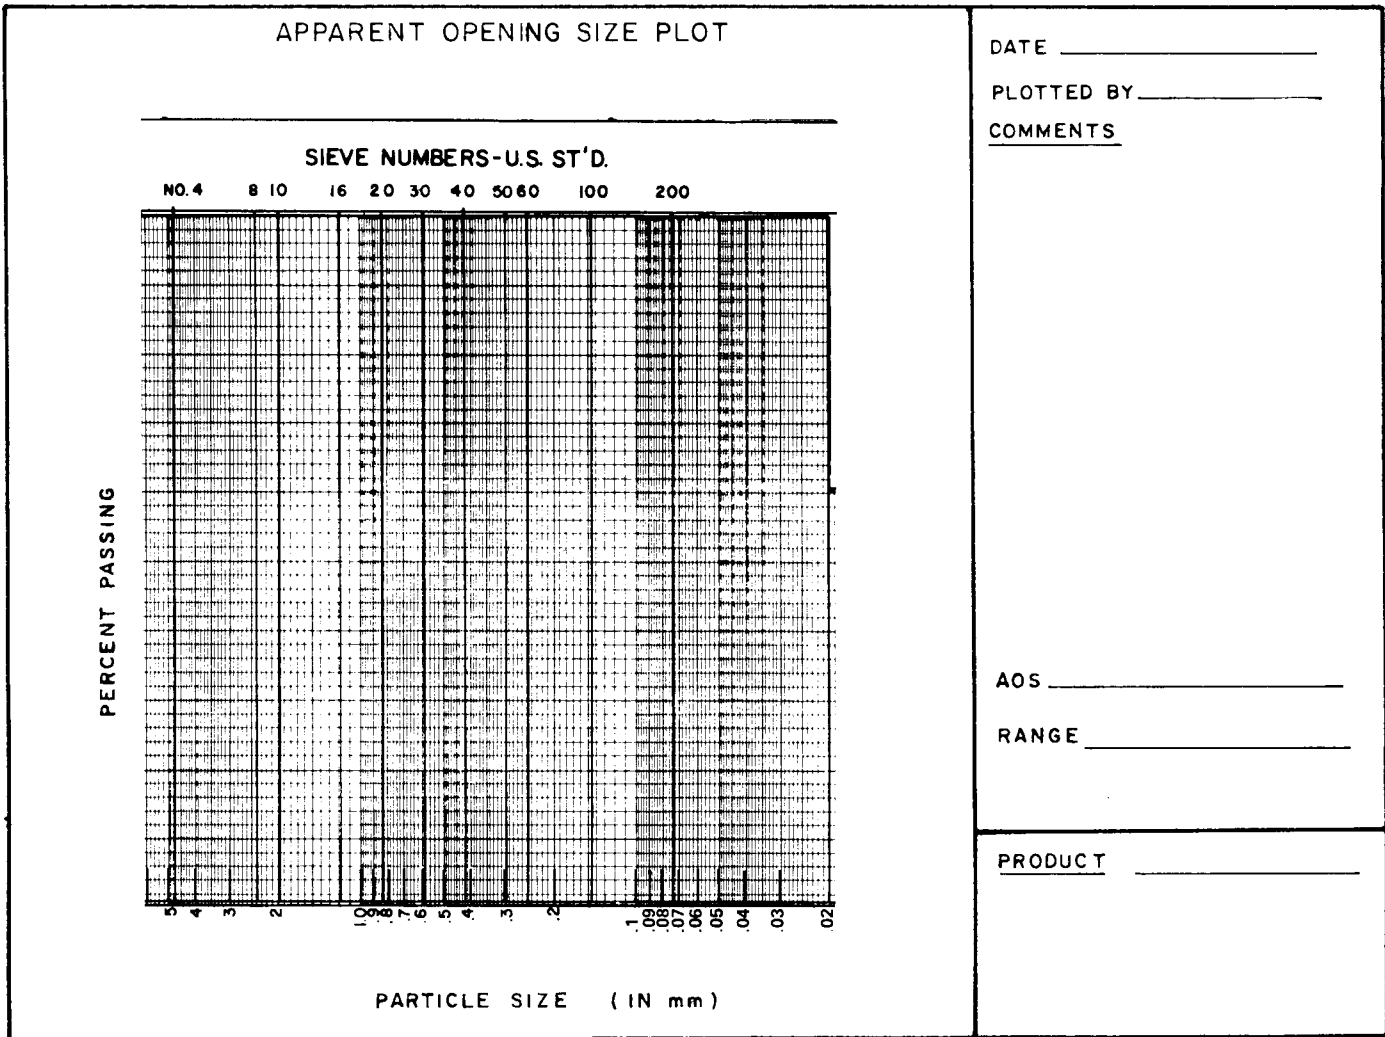 APPARENT OPENING SIZE PLOT
SIEVE NUMBERS-U.S. ST'D.
NO. 4 8 10 16 20 30 40 50 60 100 200
PERCENT PASSING
5 4 3 2 1.0 .9 .8 .7 .6 .5 .4 .3 .2 .1 .09 .08 .07 .06 .05 .04 .03 .02
PARTICLE SIZE (IN mm)
DATE
PLOTTED BY
COMMENTS
AOS
RANGE
PRODUCT